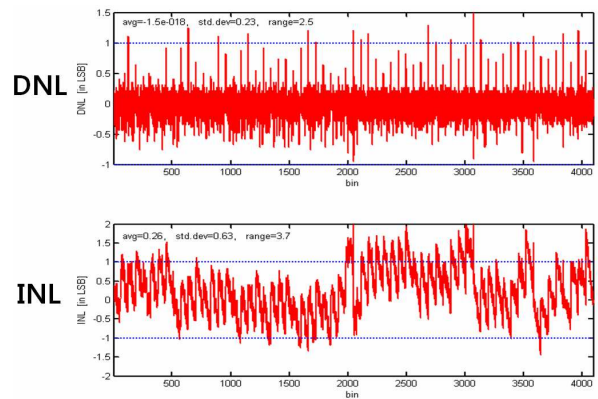 avg=-1.5e-018, std.dev=0.23, range=2.5
1.5
1
0.5
0
-0.5
-1
DNL
DNL [in LSB]
500 1000 1500 2000 2500 3000 3500 4000
bin
avg=0.26, std.dev=0.63, range=3.7
2
1.5
1
0.5
0
-0.5
-1
-1.5
-2
INL
INL [in LSB]
500 1000 1500 2000 2500 3000 3500 4000
bin